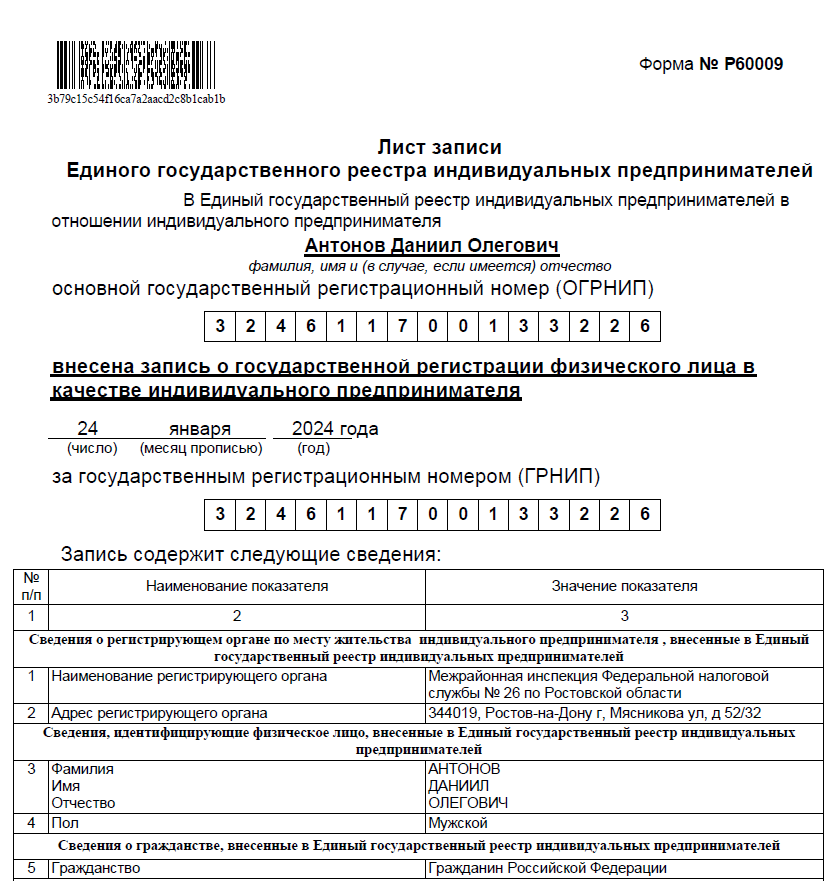 3b79c15c54f16ca7a2aacd2c8b1cab1b
Форма № Р60009
Лист записи
Единого государственного реестра индивидуальных предпринимателей
В Единый государственный реестр индивидуальных предпринимателей в
отношении индивидуального предпринимателя
Антонов Даниил Олегович
фамилия, имя и (в случае, если имеется) отчество
основной государственный регистрационный номер (ОГРНИП)
3 2 4 6 1 1 7 0 0 1 3 3 2 2 6
внесена запись о государственной регистрации физического лица в
качестве индивидуального предпринимателя
24 января 2024 года
(число) (месяц прописью) (год)
за государственным регистрационным номером (ГРНИП)
3 2 4 6 1 1 7 0 0 1 3 3 2 2 6
Запись содержит следующие сведения:
№ п/п Наименование показателя Значение показателя
1 2 3
Сведения о регистрирующем органе по месту жительства индивидуального предпринимателя , внесенные в Единый
государственный реестр индивидуальных предпринимателей
1 Наименование регистрирующего органа Межрайонная инспекция Федеральной налоговой
службы № 26 по Ростовской области
2 Адрес регистрирующего органа 344019, Ростов-на-Дону г, Мясникова ул, д 52/32
Сведения, идентифицирующие физическое лицо, внесенные в Единый государственный реестр индивидуальных
предпринимателей
3 Фамилия АНТОНОВ
Имя ДАНИИЛ
Отчество ОЛЕГОВИЧ
4 Пол Мужской
Сведения о гражданстве, внесенные в Единый государственный реестр индивидуальных предпринимателей
5 Гражданство Гражданин Российской Федерации